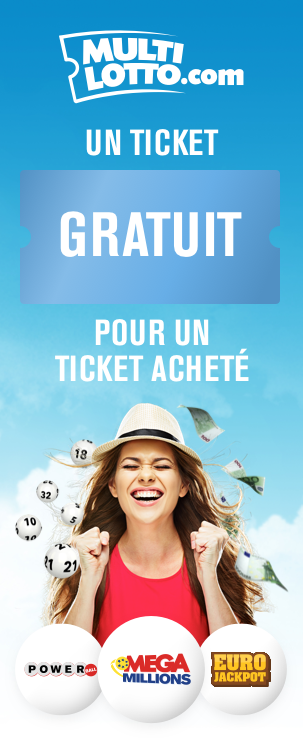 MULTI
LOTTO.com
UN TICKET
GRATUIT
POUR UN
TICKET ACHETÉ
18
32
10
21
21
POWERBALL
MEGA
MILLIONS
EURO
JACKPOT